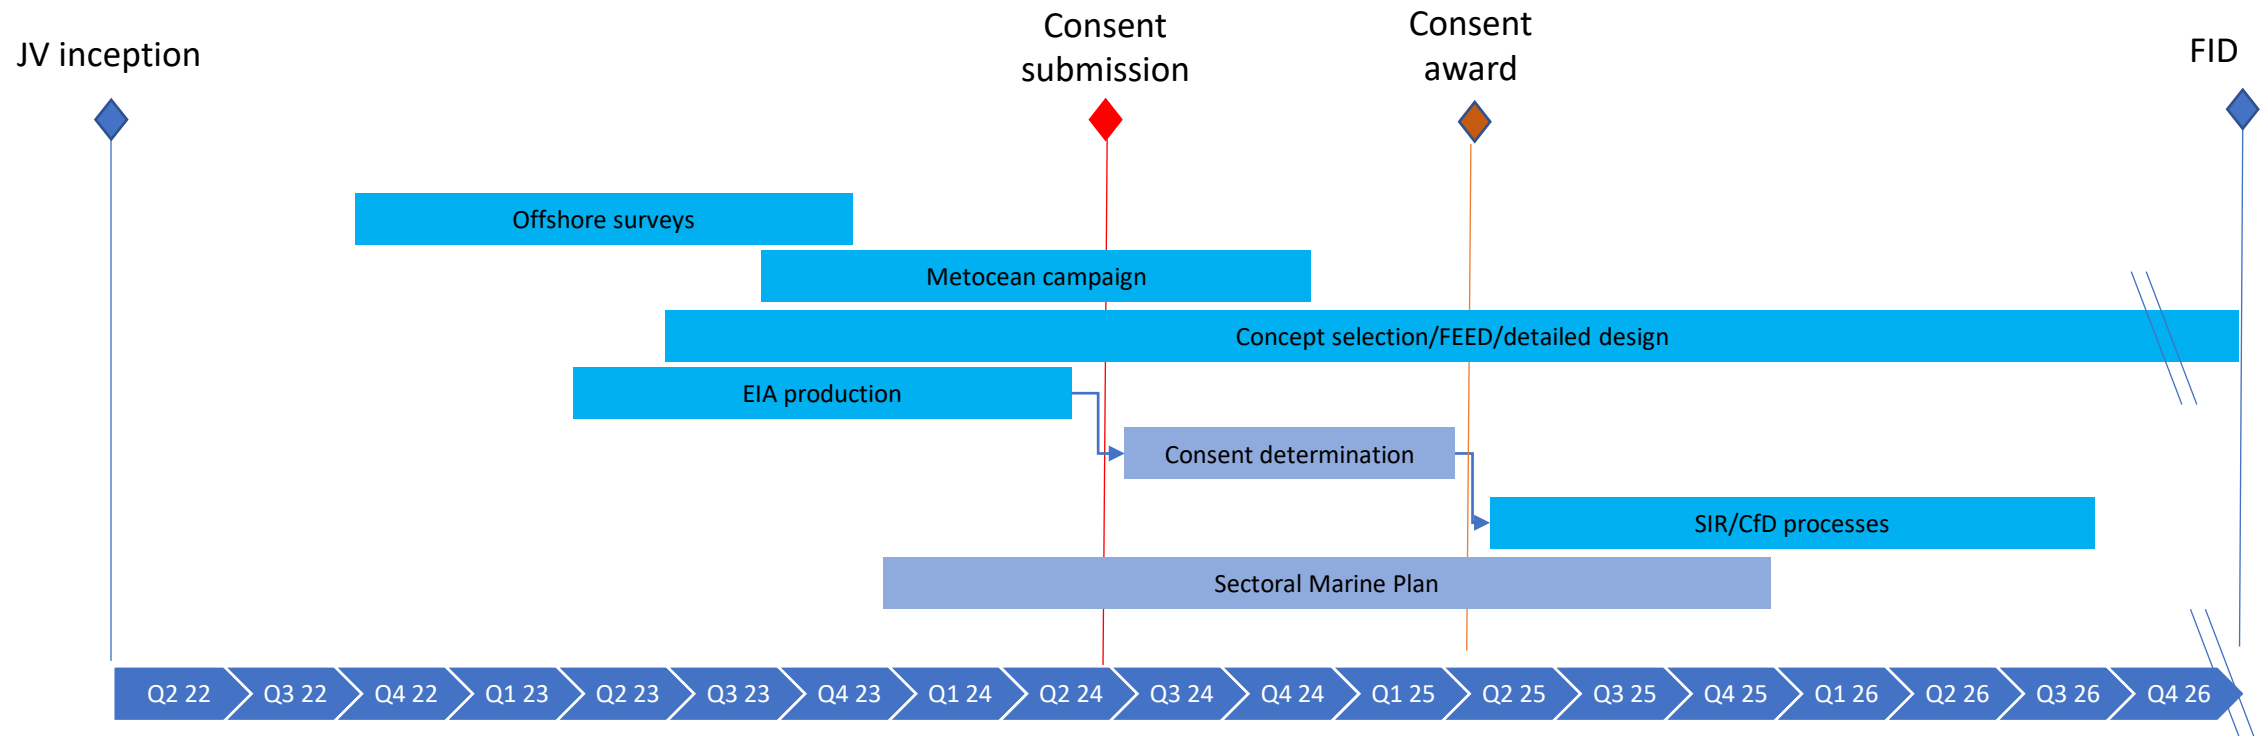 JV inception
Consent
submission
Consent
award
FID
Offshore surveys
Metocean campaign
Concept selection/FEED/detailed design
EIA production
Consent determination
SIR/CfD processes
Sectoral Marine Plan
Q2 22 Q3 22 Q4 22 Q1 23 Q2 23 Q3 23 Q4 23 Q1 24 Q2 24 Q3 24 Q4 24 Q1 25 Q2 25 Q3 25 Q4 25 Q1 26 Q2 26 Q3 26 Q4 26